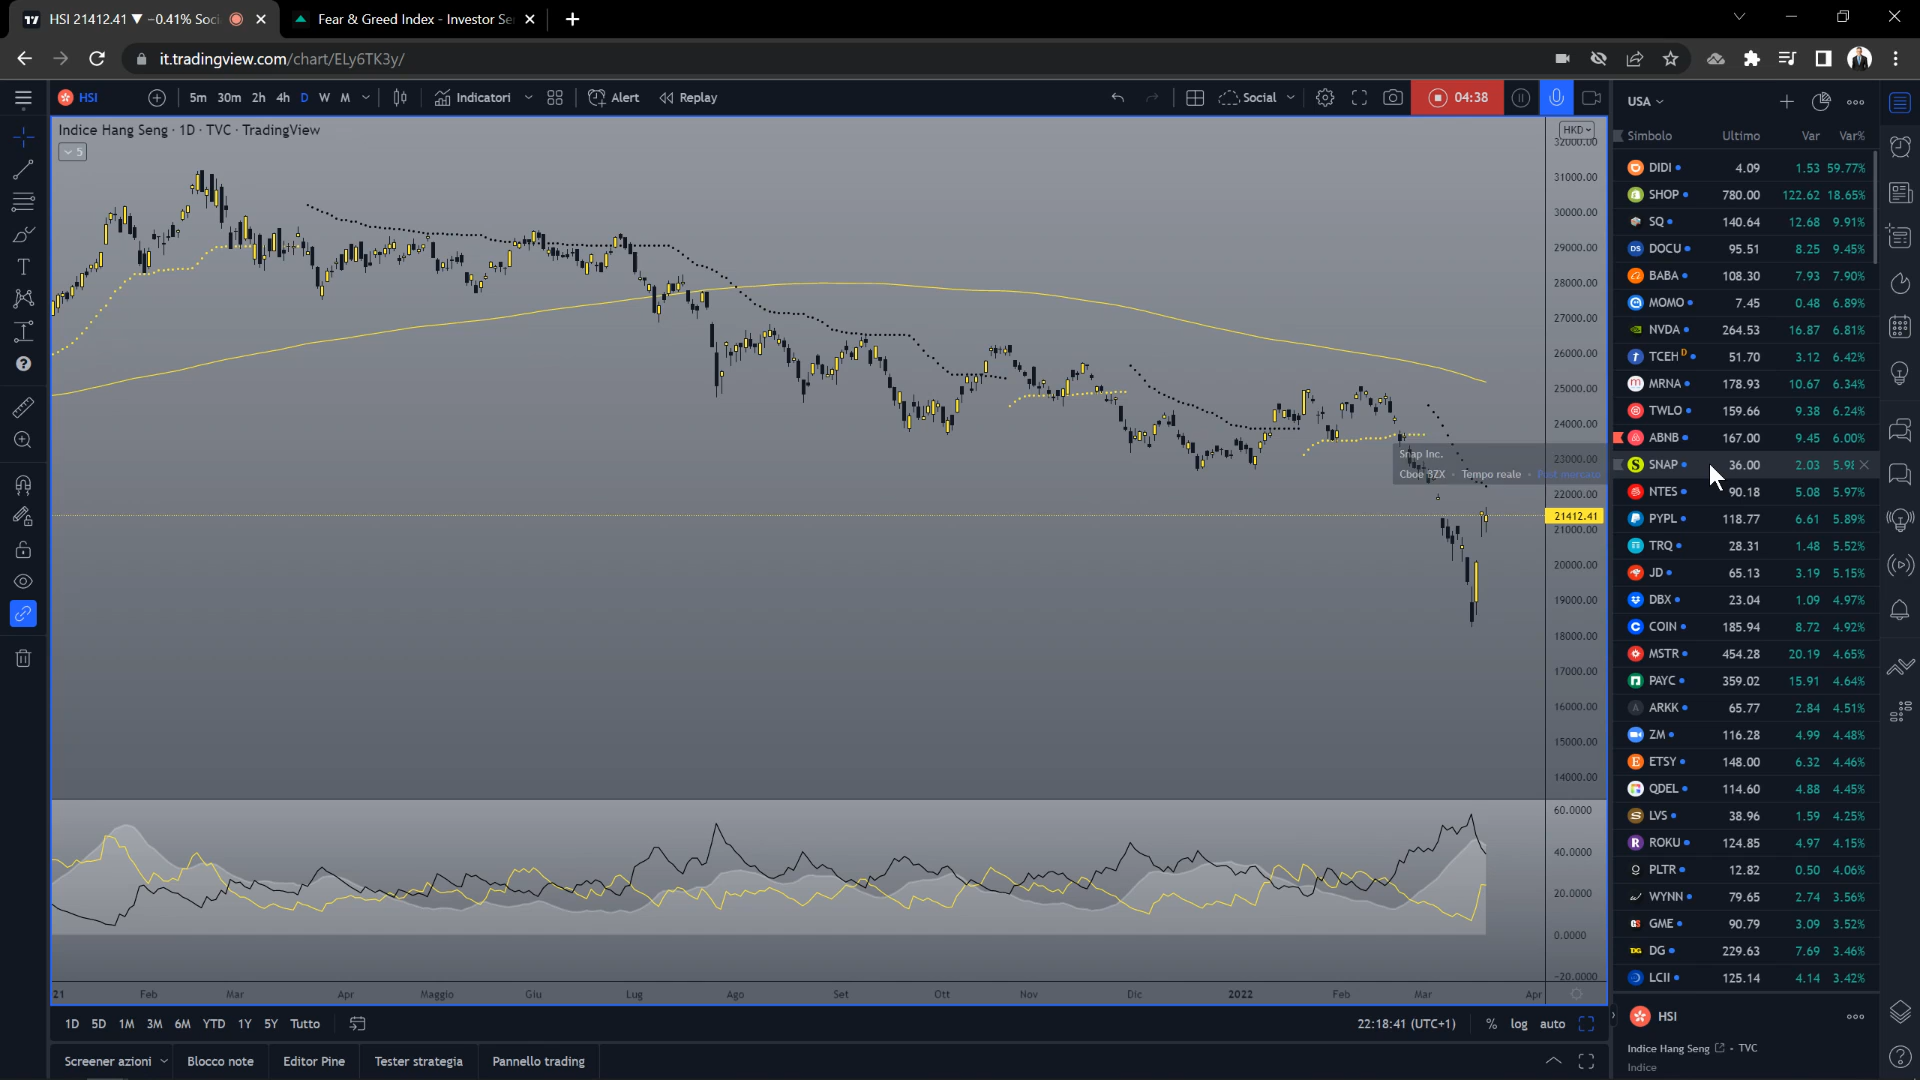 HSI 21412.41 ▼ −0.41% Soci
Fear & Greed Index - Investor Se
it.tradingview.com/chart/ELy6TK3y/
HSI
5m 30m 2h 4h D W M
Indicatori
Alert
Replay
Social
04:38
USA
Indice Hang Seng · 1D · TVC · TradingView
5
HKD
32000.00
31000.00
30000.00
29000.00
28000.00
27000.00
26000.00
25000.00
24000.00
23000.00
22000.00
21412.41
21000.00
20000.00
19000.00
18000.00
17000.00
16000.00
15000.00
14000.00
60.0000
40.0000
20.0000
0.0000
-20.0000
Snap Inc.
Cboe BZX · Tempo reale · Post mercato
21 Feb Mar Apr Maggio Giu Lug Ago Set Ott Nov Dic 2022 Feb Mar Apr
1D 5D 1M 3M 6M YTD 1Y 5Y Tutto
22:18:41 (UTC+1)
% log auto
Screener azioni
Blocco note
Editor Pine
Tester strategia
Pannello trading
Simbolo Ultimo Var Var%
DIDI 4.09 1.53 59.77%
SHOP 780.00 122.62 18.65%
SQ 140.64 12.68 9.91%
DOCU 95.51 8.25 9.45%
BABA 108.30 7.93 7.90%
MOMO 7.45 0.48 6.89%
NVDA 264.53 16.87 6.81%
TCEH D 51.70 3.12 6.42%
MRNA 178.93 10.67 6.34%
TWLO 159.66 9.38 6.24%
ABNB 167.00 9.45 6.00%
SNAP 36.00 2.03 5.98
NTES 90.18 5.08 5.97%
PYPL 118.77 6.61 5.89%
TRQ 28.31 1.48 5.52%
JD 65.13 3.19 5.15%
DBX 23.04 1.09 4.97%
COIN 185.94 8.72 4.92%
MSTR 454.28 20.19 4.65%
PAYC 359.02 15.91 4.64%
ARKK 65.77 2.84 4.51%
ZM 116.28 4.99 4.48%
ETSY 148.00 6.32 4.46%
QDEL 114.60 4.88 4.45%
LVS 38.96 1.59 4.25%
ROKU 124.85 4.97 4.15%
PLTR 12.82 0.50 4.06%
WYNN 79.65 2.74 3.56%
GME 90.79 3.09 3.52%
DG 229.63 7.69 3.46%
LCII 125.14 4.14 3.42%
HSI
Indice Hang Seng - TVC
Indice